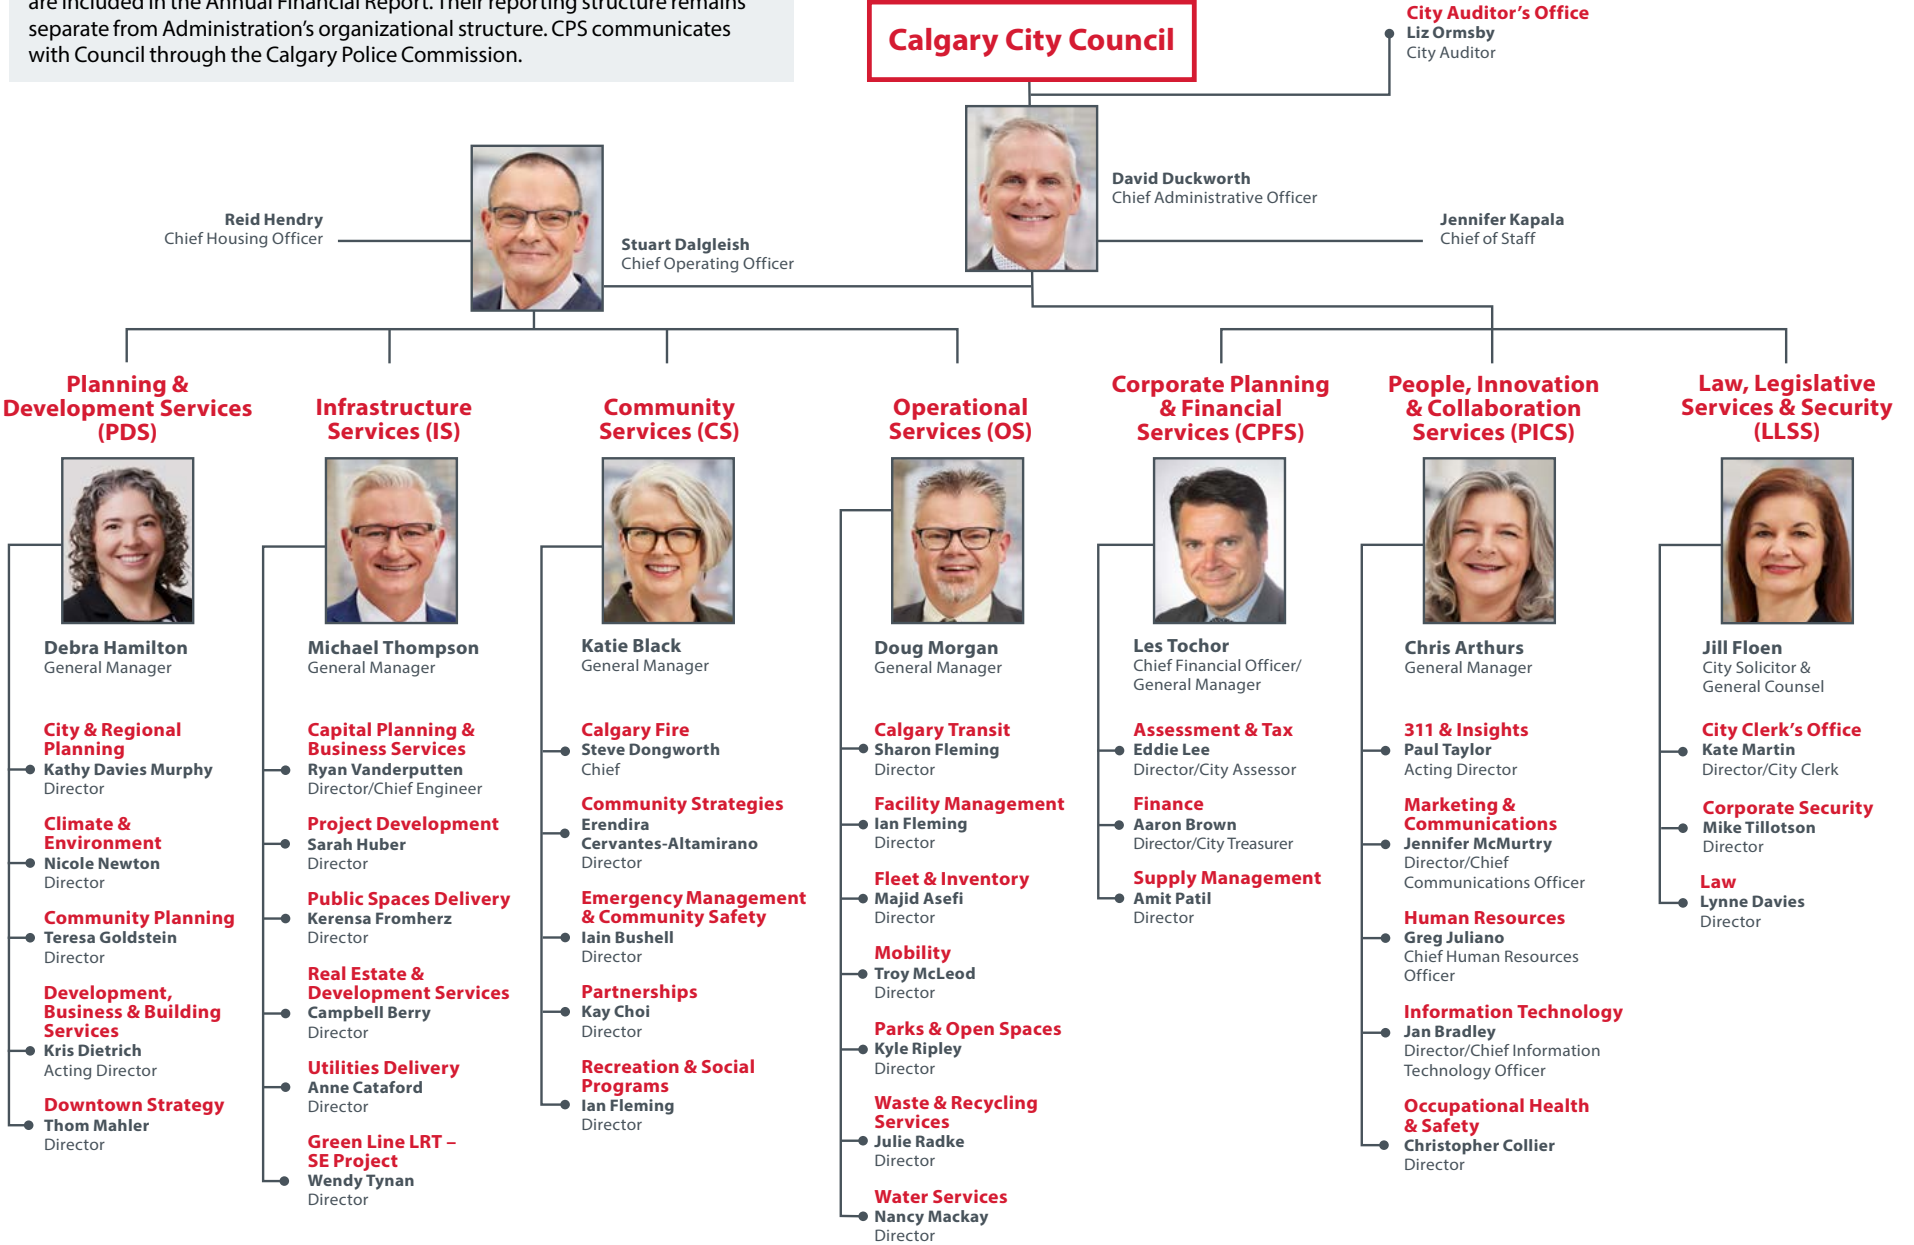 are included in the Annual Financial Report. Their reporting structure remains
separate from Administration's organizational structure. CPS communicates
with Council through the Calgary Police Commission.
Calgary City Council
City Auditor's Office
Liz Ormsby
City Auditor
David Duckworth
Chief Administrative Officer
Jennifer Kapala
Chief of Staff
Reid Hendry
Chief Housing Officer
Stuart Dalgleish
Chief Operating Officer
Planning &
Development Services
(PDS)
Debra Hamilton
General Manager
City & Regional
Planning
Kathy Davies Murphy
Director
Climate &
Environment
Nicole Newton
Director
Community Planning
Teresa Goldstein
Director
Development,
Business & Building
Services
Kris Dietrich
Acting Director
Downtown Strategy
Thom Mahler
Director
Infrastructure
Services (IS)
Michael Thompson
General Manager
Capital Planning &
Business Services
Ryan Vanderputten
Director/Chief Engineer
Project Development
Sarah Huber
Director
Public Spaces Delivery
Kerensa Fromherz
Director
Real Estate &
Development Services
Campbell Berry
Director
Utilities Delivery
Anne Cataford
Director
Green Line LRT –
SE Project
Wendy Tynan
Director
Community
Services (CS)
Katie Black
General Manager
Calgary Fire
Steve Dongworth
Chief
Community Strategies
Erendira
Cervantes-Altamirano
Director
Emergency Management
& Community Safety
Iain Bushell
Director
Partnerships
Kay Choi
Director
Recreation & Social
Programs
Ian Fleming
Director
Operational
Services (OS)
Doug Morgan
General Manager
Calgary Transit
Sharon Fleming
Director
Facility Management
Ian Fleming
Director
Fleet & Inventory
Majid Asefi
Director
Mobility
Troy McLeod
Director
Parks & Open Spaces
Kyle Ripley
Director
Waste & Recycling
Services
Julie Radke
Director
Water Services
Nancy Mackay
Director
Corporate Planning
& Financial
Services (CPFS)
Les Tochor
Chief Financial Officer/
General Manager
Assessment & Tax
Eddie Lee
Director/City Assessor
Finance
Aaron Brown
Director/City Treasurer
Supply Management
Amit Patil
Director
People, Innovation
& Collaboration
Services (PICS)
Chris Arthurs
General Manager
311 & Insights
Paul Taylor
Acting Director
Marketing &
Communications
Jennifer McMurtry
Director/Chief
Communications Officer
Human Resources
Greg Juliano
Chief Human Resources
Officer
Information Technology
Jan Bradley
Director/Chief Information
Technology Officer
Occupational Health
& Safety
Christopher Collier
Director
Law, Legislative
Services & Security
(LLSS)
Jill Floen
City Solicitor &
General Counsel
City Clerk's Office
Kate Martin
Director/City Clerk
Corporate Security
Mike Tillotson
Director
Law
Lynne Davies
Director